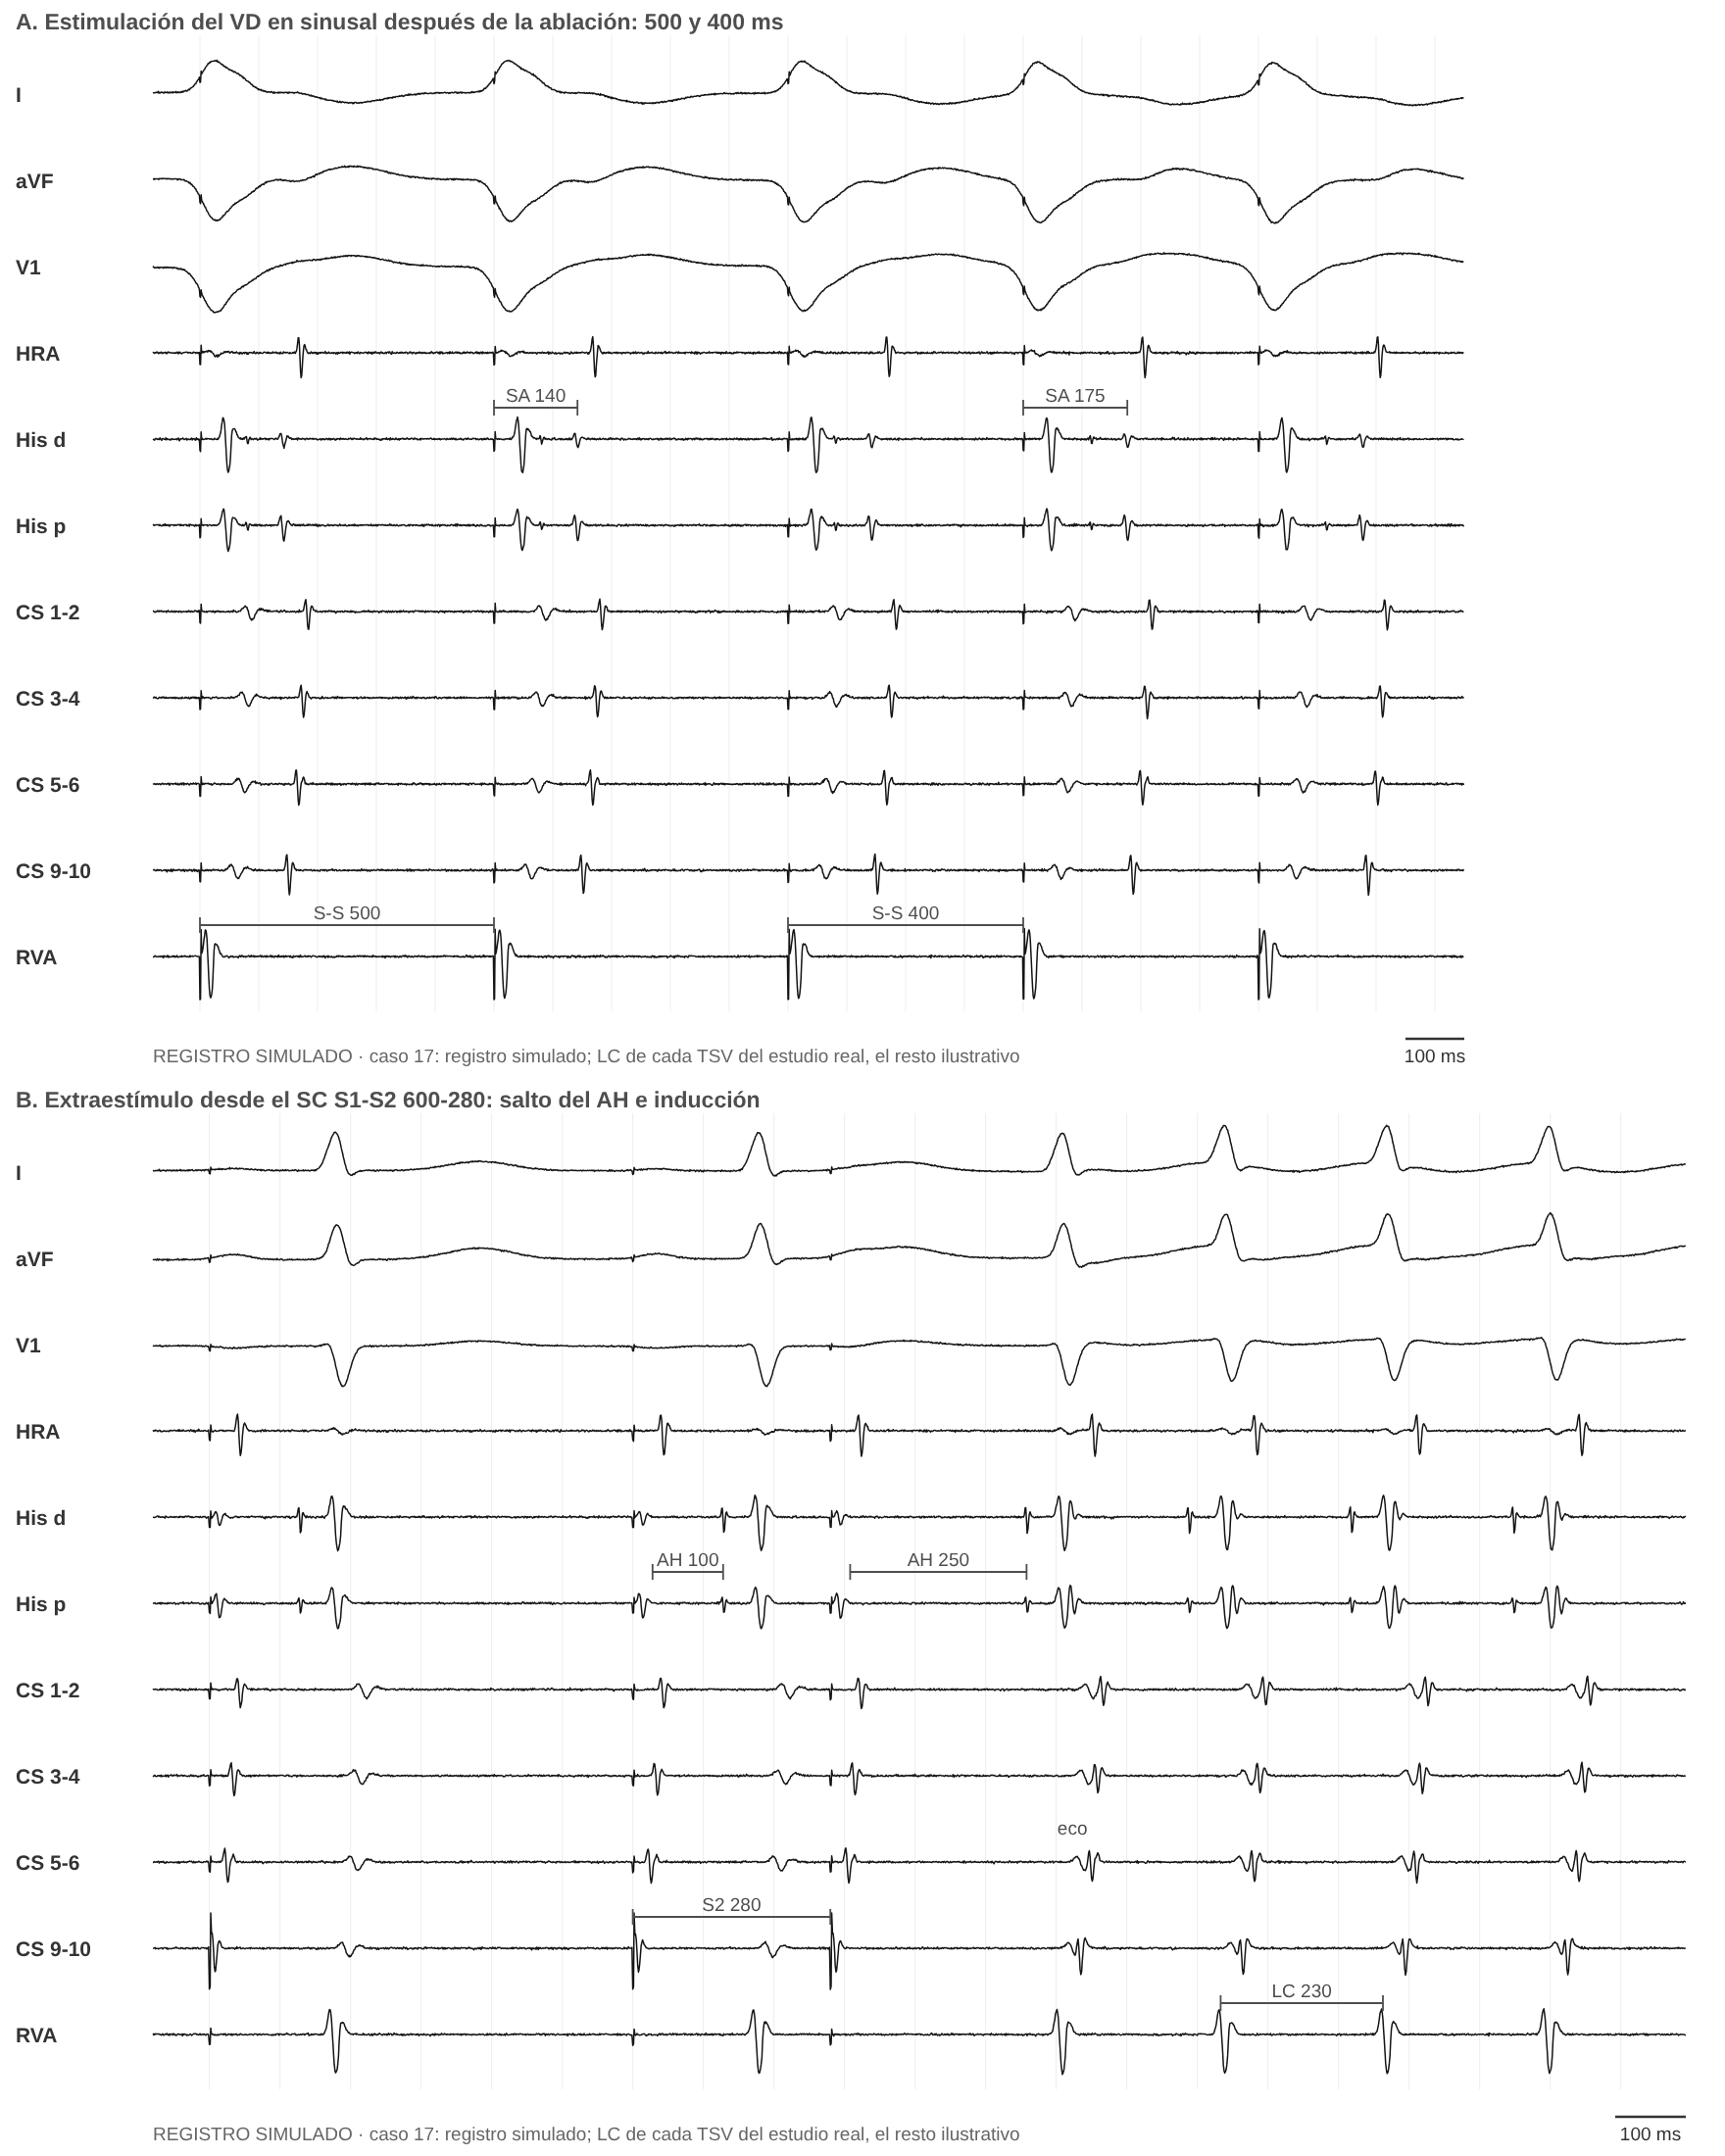 A. Estimulación del VD en sinusal después de la ablación: 500 y 400 ms
I
aVF
V1
HRA
SA 140
SA 175
His d
His p
CS 1-2
CS 3-4
CS 5-6
CS 9-10
S-S 500
S-S 400
RVA
REGISTRO SIMULADO · caso 17: registro simulado; LC de cada TSV del estudio real, el resto ilustrativo
100 ms
B. Extraestímulo desde el SC S1-S2 600-280: salto del AH e inducción
I
aVF
V1
HRA
His d
AH 100
AH 250
His p
CS 1-2
CS 3-4
eco
CS 5-6
S2 280
CS 9-10
LC 230
RVA
REGISTRO SIMULADO · caso 17: registro simulado; LC de cada TSV del estudio real, el resto ilustrativo
100 ms